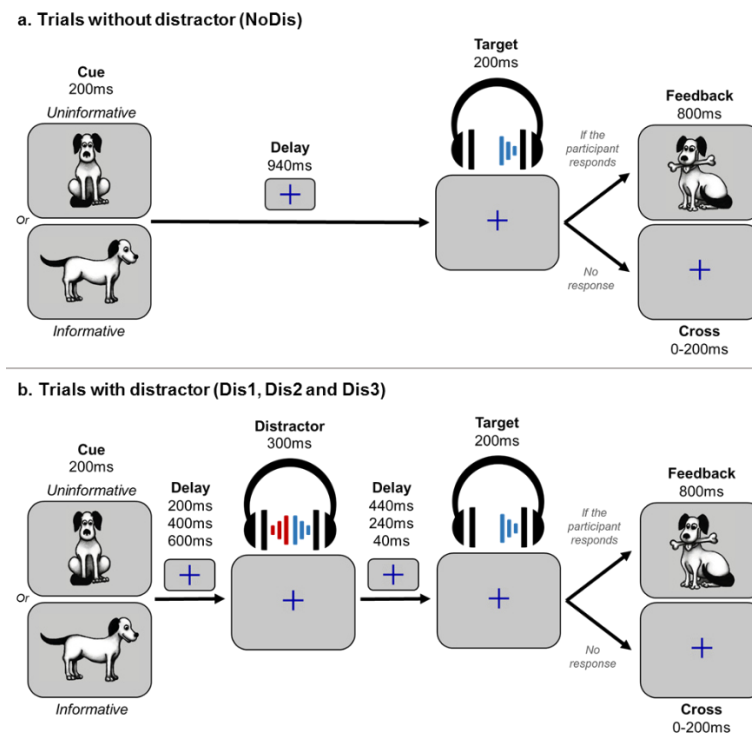 a. Trials without distractor (NoDis)
Target
200ms
Cue
200ms
Uninformative
Feedback
800ms
Delay
940ms
If the
participant
responds
Or
No
response
Informative
Cross
0-200ms
b. Trials with distractor (Dis1, Dis2 and Dis3)
Distractor
300ms
Target
200ms
Cue
200ms
Uninformative
Feedback
800ms
Delay
200ms
400ms
600ms
Delay
440ms
240ms
40ms
If the
participant
responds
Or
No
response
Informative
Cross
0-200ms